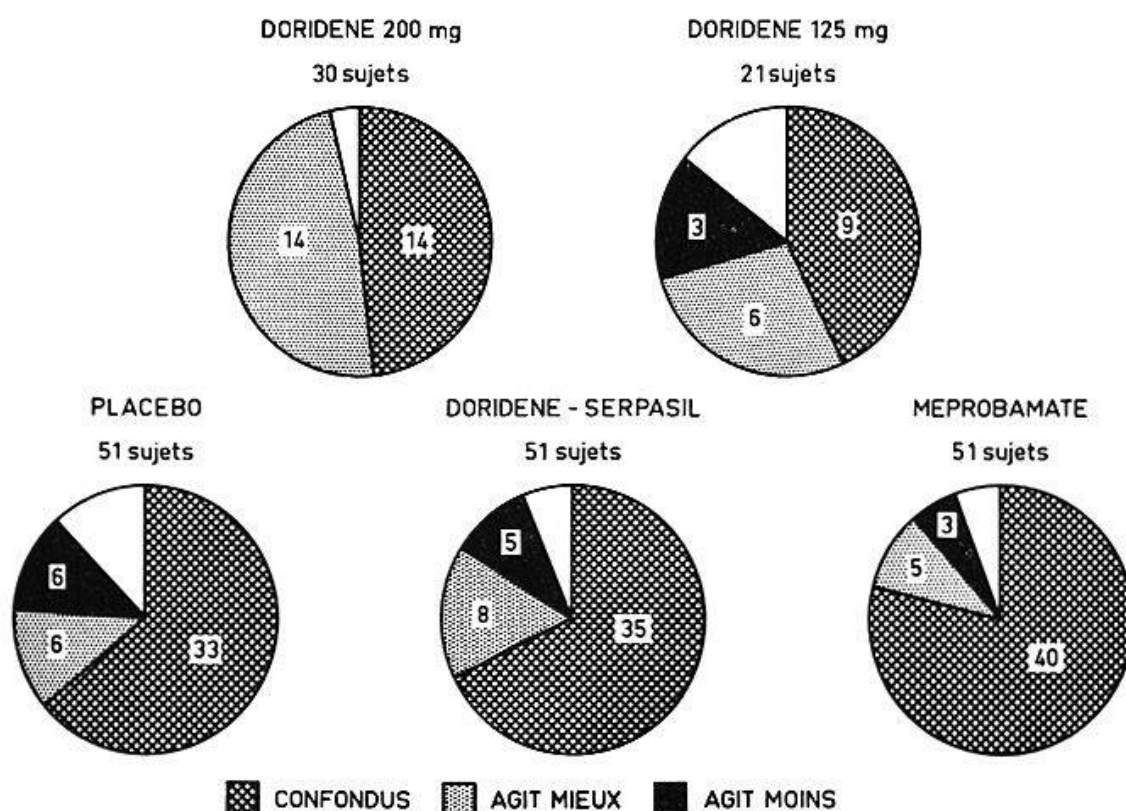 DORIDENE 200 mg
30 sujets
14
14
DORIDENE 125 mg
21 sujets
3
9
6
PLACEBO
51 sujets
6
6
33
DORIDENE - SERPASIL
51 sujets
5
8
35
MEPROBAMATE
51 sujets
3
5
40
CONFONDUS AGIT MIEUX AGIT MOINS